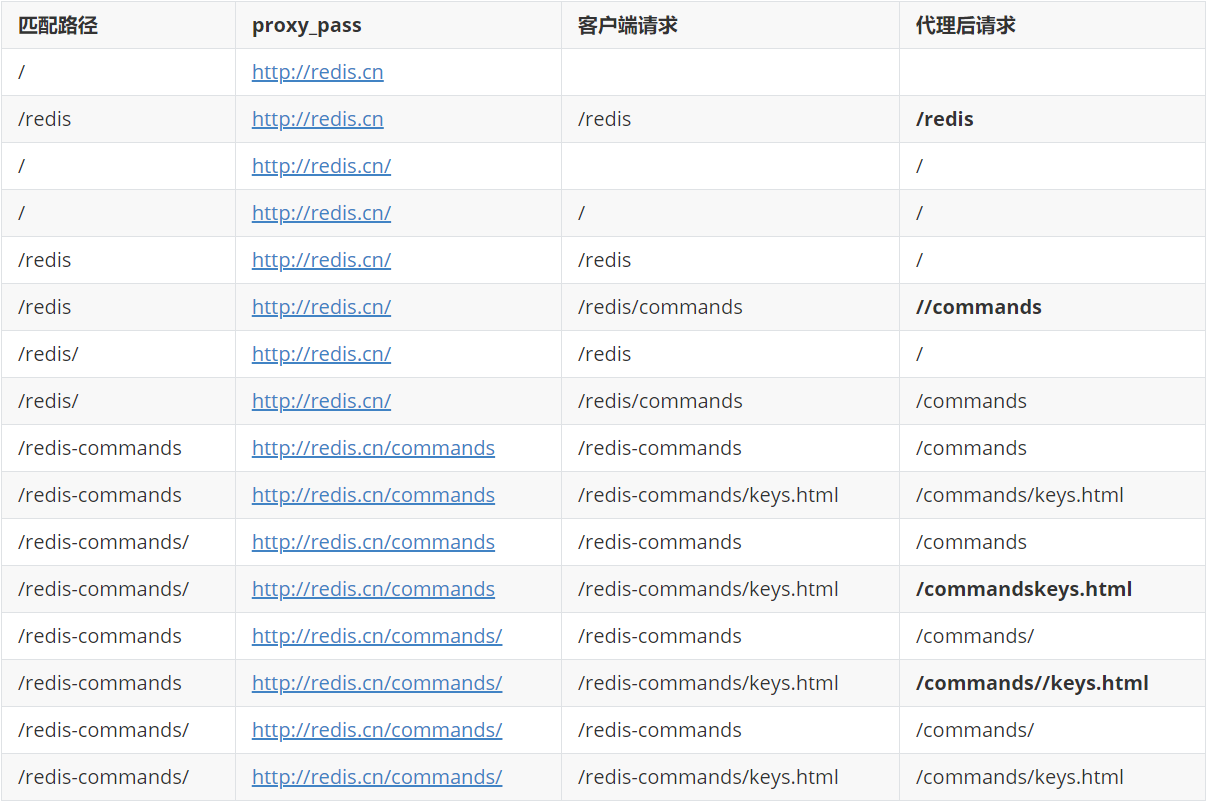 匹配路径 proxy_pass 客户端请求 代理后请求
/ http://redis.cn
/redis http://redis.cn /redis /redis
/ http://redis.cn/ /
/ http://redis.cn/ / /
/redis http://redis.cn/ /redis /
/redis http://redis.cn/ /redis/commands //commands
/redis/ http://redis.cn/ /redis /
/redis/ http://redis.cn/ /redis/commands /commands
/redis-commands http://redis.cn/commands /redis-commands /commands
/redis-commands http://redis.cn/commands /redis-commands/keys.html /commands/keys.html
/redis-commands/ http://redis.cn/commands /redis-commands /commands
/redis-commands/ http://redis.cn/commands /redis-commands/keys.html /commandskeys.html
/redis-commands http://redis.cn/commands/ /redis-commands /commands/
/redis-commands http://redis.cn/commands/ /redis-commands/keys.html /commands//keys.html
/redis-commands/ http://redis.cn/commands/ /redis-commands /commands/
/redis-commands/ http://redis.cn/commands/ /redis-commands/keys.html /commands/keys.html